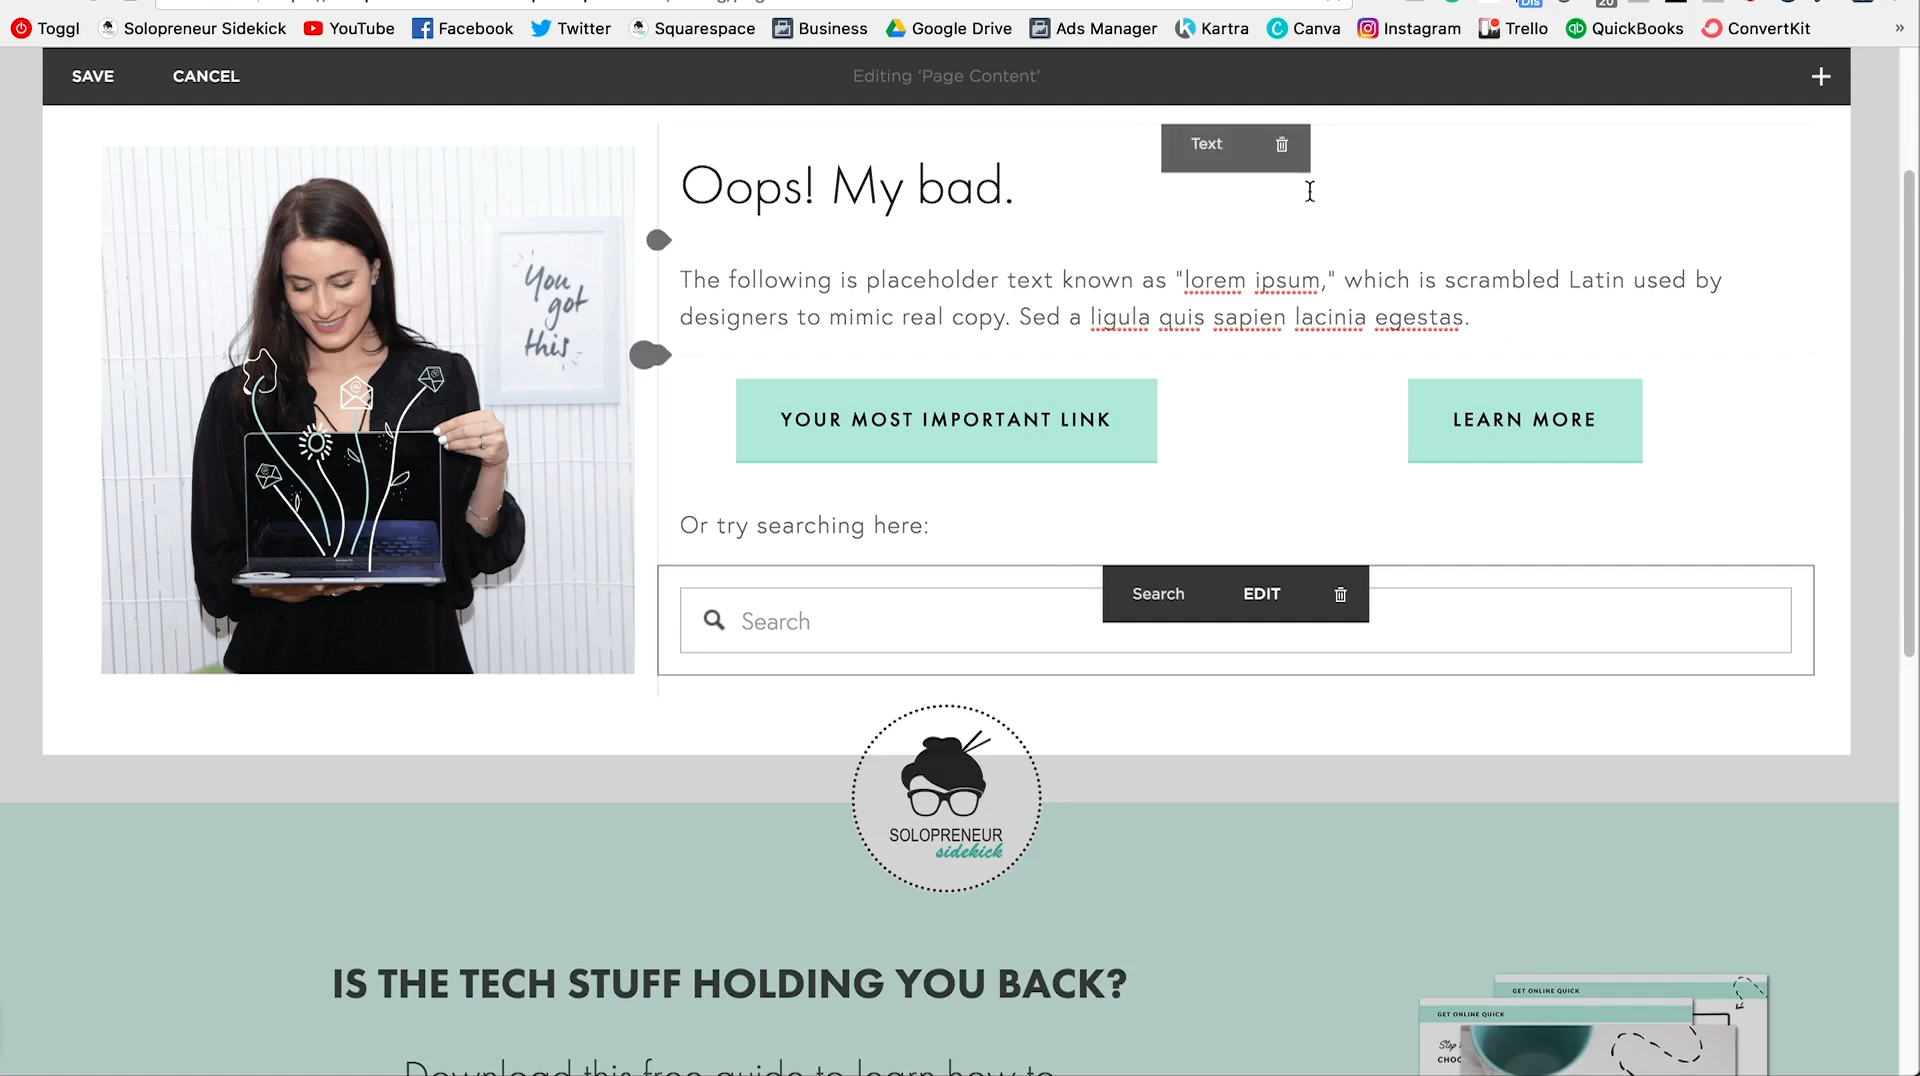 Toggl Solopreneur Sidekick YouTube Facebook Twitter Squarespace Business Google Drive Ads Manager Kartra Canva Instagram Trello QuickBooks ConvertKit »
SAVE CANCEL Editing ‘Page Content’ +
Text
Oops! My bad.
The following is placeholder text known as "lorem ipsum," which is scrambled Latin used by
designers to mimic real copy. Sed a ligula quis sapien lacinia egestas.
You
got
this
YOUR MOST IMPORTANT LINK LEARN MORE
Or try searching here:
Search EDIT
Search
SOLOPRENEUR
sidekick
IS THE TECH STUFF HOLDING YOU BACK?
Download this free guide to learn how to
GET ONLINE QUICK
GET ONLINE QUICK